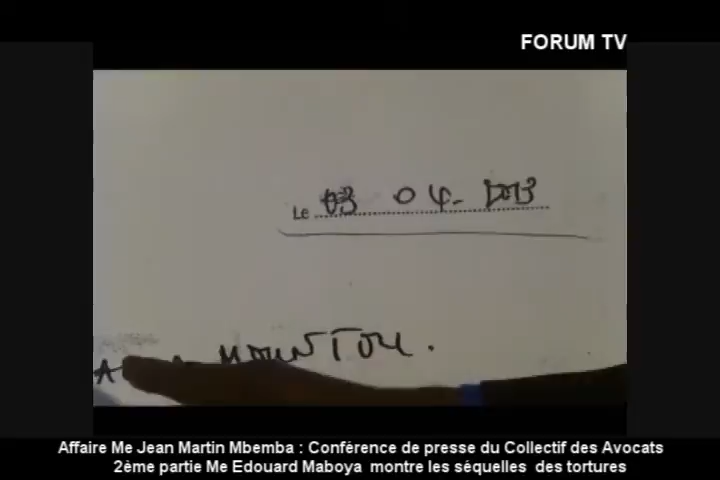 FORUM TV
Le 03 04. 2013
Affaire Me Jean Martin Mbemba : Conférence de presse du Collectif des Avocats
2ème partie Me Edouard Maboya montre les séquelles des tortures